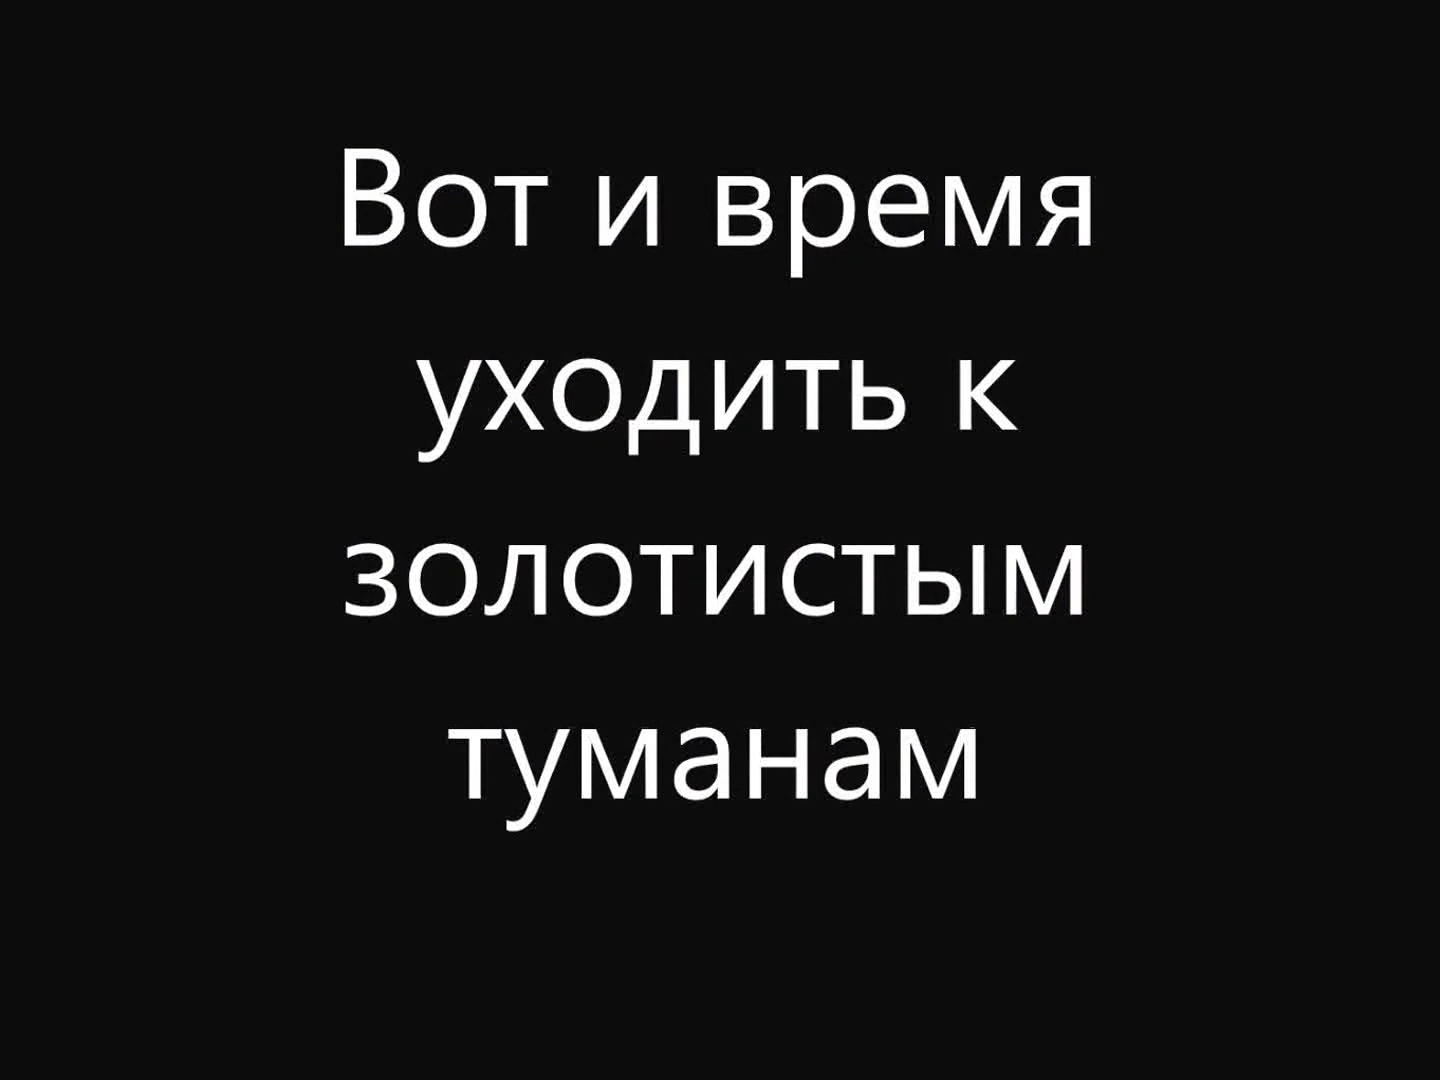 Вот и время
уходить к
золотистым
туманам